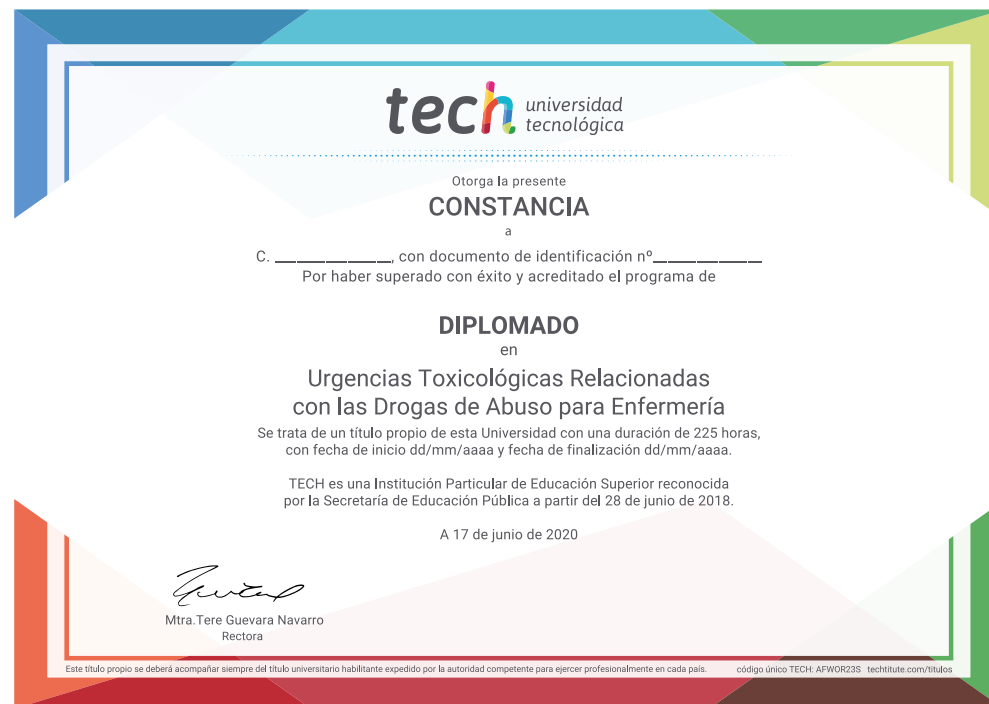 tech universidad
tecnológica
Otorga la presente
CONSTANCIA
a
C. ________________, con documento de identificación nº_______________
Por haber superado con éxito y acreditado el programa de
DIPLOMADO
en
Urgencias Toxicológicas Relacionadas
con las Drogas de Abuso para Enfermería
Se trata de un título propio de esta Universidad con una duración de 225 horas,
con fecha de inicio dd/mm/aaaa y fecha de finalización dd/mm/aaaa.
TECH es una Institución Particular de Educación Superior reconocida
por la Secretaría de Educación Pública a partir del 28 de junio de 2018.
A 17 de junio de 2020
Mtra.Tere Guevara Navarro
Rectora
Este título propio se deberá acompañar siempre del título universitario habilitante expedido por la autoridad competente para ejercer profesionalmente en cada país. código único TECH: AFWOR23S techtitute.com/titulos